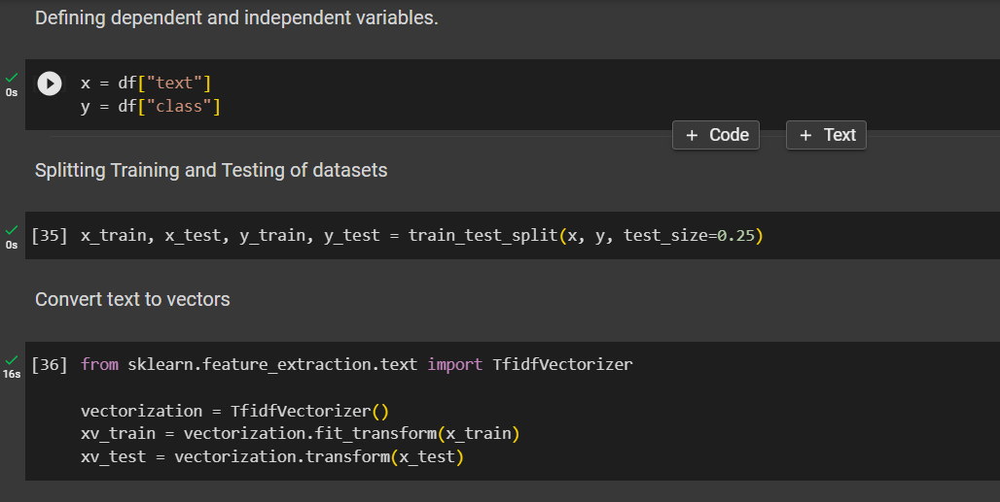 Defining dependent and independent variables.
0s
x = df["text"]
y = df["class"]
+ Code + Text
Splitting Training and Testing of datasets
0s
[35] x_train, x_test, y_train, y_test = train_test_split(x, y, test_size=0.25)
Convert text to vectors
16s
[36] from sklearn.feature_extraction.text import TfidfVectorizer
vectorization = TfidfVectorizer()
xv_train = vectorization.fit_transform(x_train)
xv_test = vectorization.transform(x_test)